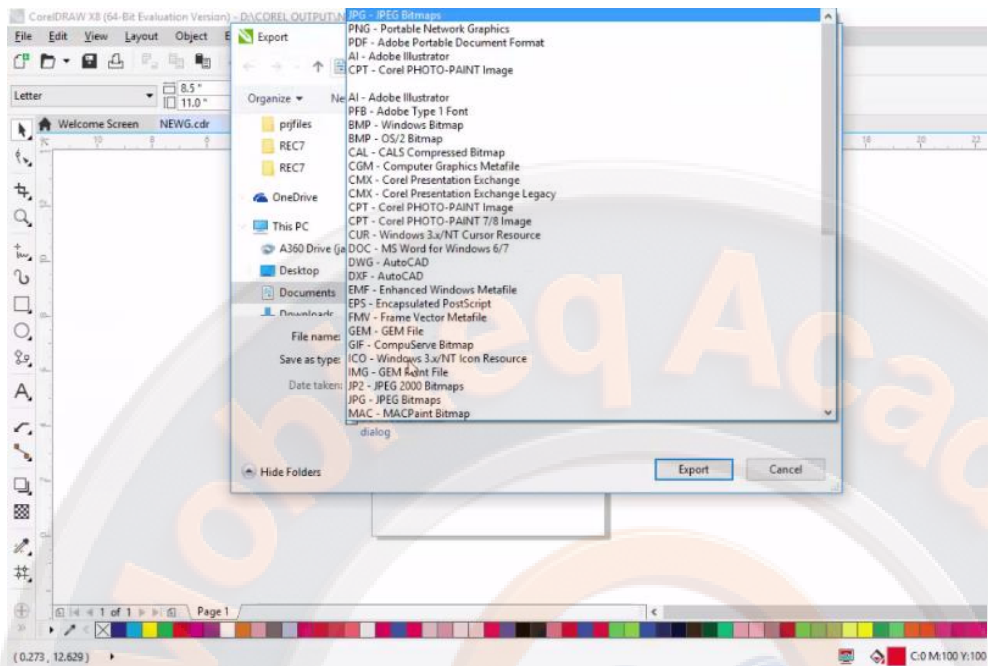 CorelDRAW X8 (64-Bit Evaluation Version) - D:\COREL OUTPUT\N
File Edit View Layout Object E
Letter
8.5 "
11.0 "
Welcome Screen
NEWG.cdr
Export
Organize
Ne
prjfiles
REC7
REC7
OneDrive
This PC
A360 Drive (ja
Desktop
Documents
Downloads
File name:
Save as type:
Date taken:
JPG - JPEG Bitmaps
PNG - Portable Network Graphics
PDF - Adobe Portable Document Format
AI - Adobe Illustrator
CPT - Corel PHOTO-PAINT Image
AI - Adobe Illustrator
PFB - Adobe Type 1 Font
BMP - Windows Bitmap
BMP - OS/2 Bitmap
CAL - CALS Compressed Bitmap
CGM - Computer Graphics Metafile
CMX - Corel Presentation Exchange
CMX - Corel Presentation Exchange Legacy
CPT - Corel PHOTO-PAINT Image
CPT - Corel PHOTO-PAINT 7/8 Image
CUR - Windows 3.x/NT Cursor Resource
DOC - MS Word for Windows 6/7
DWG - AutoCAD
DXF - AutoCAD
EMF - Enhanced Windows Metafile
EPS - Encapsulated PostScript
FMV - Frame Vector Metafile
GEM - GEM File
GIF - CompuServe Bitmap
ICO - Windows 3.x/NT Icon Resource
IMG - GEM Paint File
JP2 - JPEG 2000 Bitmaps
JPG - JPEG Bitmaps
MAC - MACPaint Bitmap
dialog
Hide Folders
Export
Cancel
18 20 22
1 of 1
Page 1
(0.273, 12.629 )
C:0 M:100 Y:100